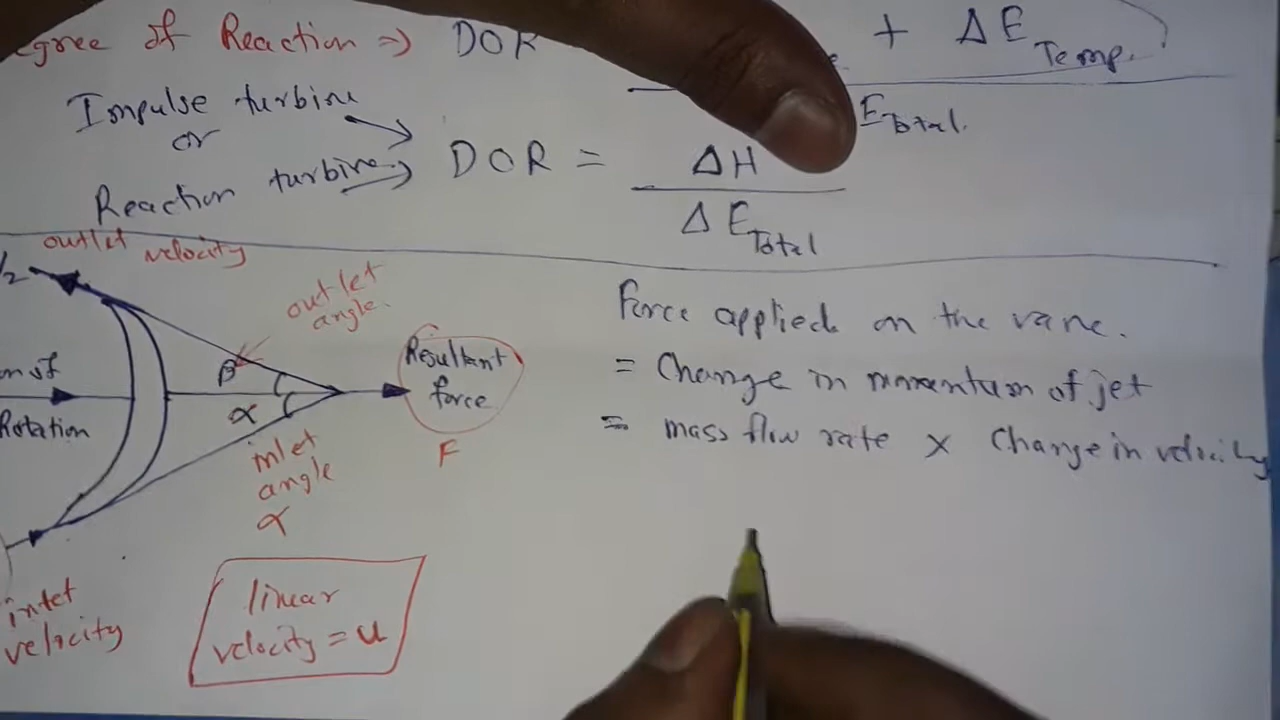 egree of Reaction ⇒ DOR
+ ΔE Temp.
E Total.
Impulse turbine
or
Reaction turbine
DOR = ΔH / ΔE Total
outlet velocity
outlet angle.
β
α
inlet angle α
Resultant force
F
Rotation
intet velocity
linear velocity = u
Force applied on the vane.
= Change in momentum of jet
= mass flow rate × Change in velocity